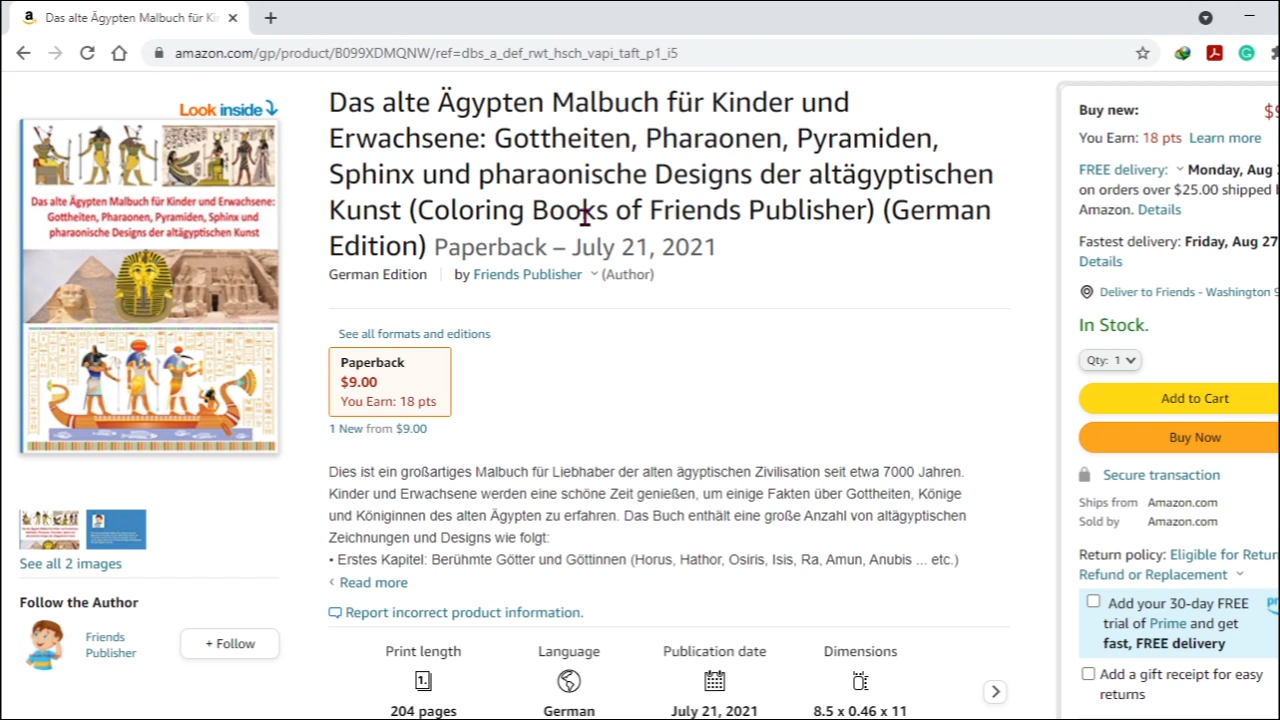 Das alte Ägypten Malbuch für Ki
amazon.com/gp/product/B099XDMQNW/ref=dbs_a_def_rwt_hsch_vapi_taft_p1_i5
Look inside
Das alte Ägypten Malbuch für Kinder und Erwachsene:
Gottheiten, Pharaonen, Pyramiden, Sphinx und
pharaonische Designs der altägyptischen Kunst
See all 2 images
Follow the Author
Friends
Publisher
+ Follow
Das alte Ägypten Malbuch für Kinder und
Erwachsene: Gottheiten, Pharaonen, Pyramiden,
Sphinx und pharaonische Designs der altägyptischen
Kunst (Coloring Books of Friends Publisher) (German
Edition) Paperback – July 21, 2021
German Edition by Friends Publisher (Author)
See all formats and editions
Paperback
$9.00
You Earn: 18 pts
1 New from $9.00
Dies ist ein großartiges Malbuch für Liebhaber der alten ägyptischen Zivilisation seit etwa 7000 Jahren.
Kinder und Erwachsene werden eine schöne Zeit genießen, um einige Fakten über Gottheiten, Könige
und Königinnen des alten Ägypten zu erfahren. Das Buch enthält eine große Anzahl von altägyptischen
Zeichnungen und Designs wie folgt:
• Erstes Kapitel: Berühmte Götter und Göttinnen (Horus, Hathor, Osiris, Isis, Ra, Amun, Anubis ... etc.)
‹ Read more
Report incorrect product information.
Print length
204 pages
Language
German
Publication date
July 21, 2021
Dimensions
8.5 x 0.46 x 11
Buy new:
You Earn: 18 pts Learn more
FREE delivery: Monday, Aug
on orders over $25.00 shipped
Amazon. Details
Fastest delivery: Friday, Aug 27
Details
Deliver to Friends - Washington
In Stock.
Qty: 1
Add to Cart
Buy Now
Secure transaction
Ships from Amazon.com
Sold by Amazon.com
Return policy: Eligible for Retur
Refund or Replacement
Add your 30-day FREE
trial of Prime and get
fast, FREE delivery
Add a gift receipt for easy
returns